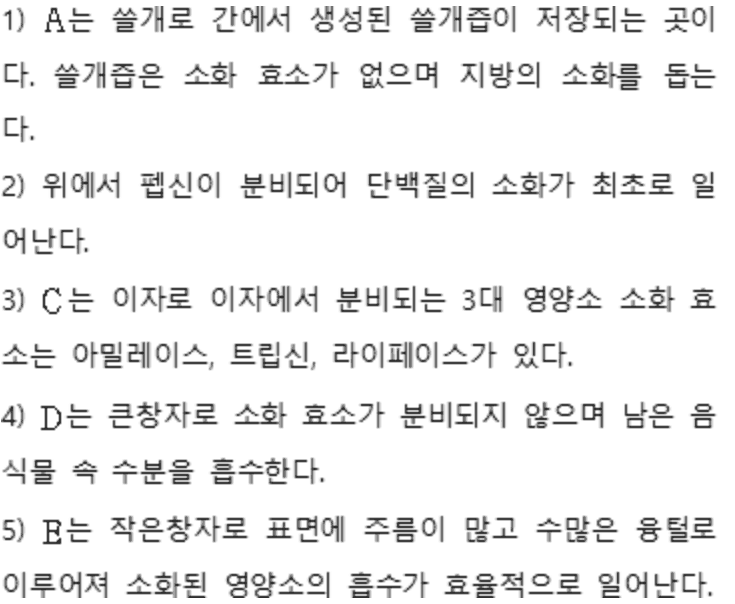 1) A는 쓸개로 간에서 생성된 쓸개즙이 저장되는 곳이
다. 쓸개즙은 소화 효소가 없으며 지방의 소화를 돕는
다.
2) 위에서 펩신이 분비되어 단백질의 소화가 최초로 일
어난다.
3) C는 이자로 이자에서 분비되는 3대 영양소 소화 효
소는 아밀레이스, 트립신, 라이페이스가 있다.
4) D는 큰창자로 소화 효소가 분비되지 않으며 남은 음
식물 속 수분을 흡수한다.
5) E는 작은창자로 표면에 주름이 많고 수많은 융털로
이루어져 소화된 영양소의 흡수가 효율적으로 일어난다.